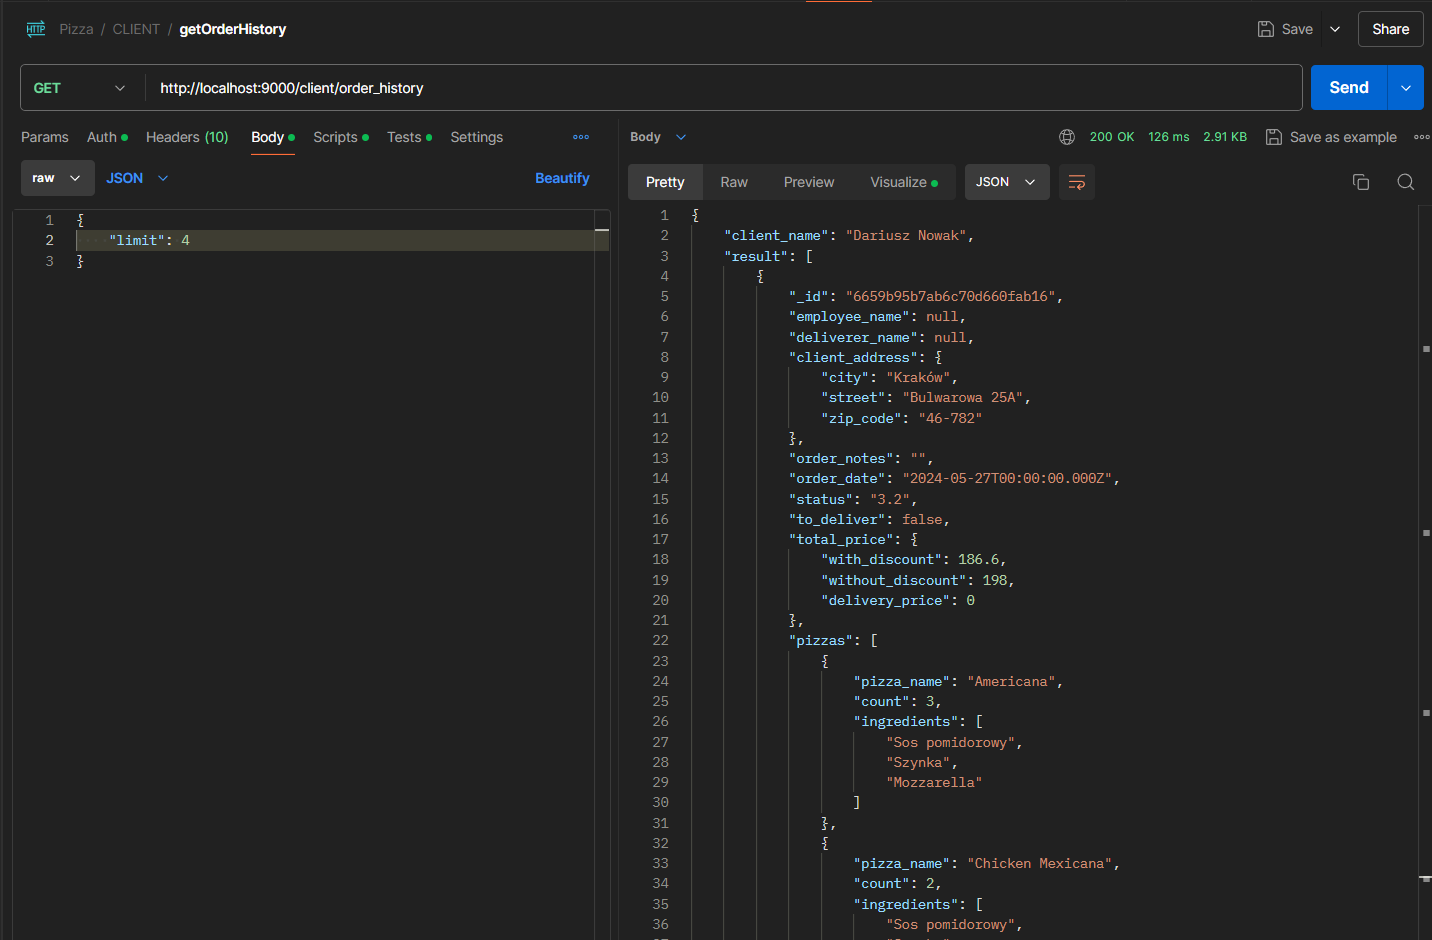 HTTP Pizza / CLIENT / getOrderHistory Save Share
GET http://localhost:9000/client/order_history Send
Params Auth Headers (10) Body Scripts Tests Settings
raw JSON Beautify
1 {
2 "limit": 4
3 }
Body 200 OK 126 ms 2.91 KB Save as example
Pretty Raw Preview Visualize JSON
1 {
2 "client_name": "Dariusz Nowak",
3 "result": [
4 {
5 "_id": "6659b95b7ab6c70d660fab16",
6 "employee_name": null,
7 "deliverer_name": null,
8 "client_address": {
9 "city": "Kraków",
10 "street": "Bulwarowa 25A",
11 "zip_code": "46-782"
12 },
13 "order_notes": "",
14 "order_date": "2024-05-27T00:00:00.000Z",
15 "status": "3.2",
16 "to_deliver": false,
17 "total_price": {
18 "with_discount": 186.6,
19 "without_discount": 198,
20 "delivery_price": 0
21 },
22 "pizzas": [
23 {
24 "pizza_name": "Americana",
25 "count": 3,
26 "ingredients": [
27 "Sos pomidorowy",
28 "Szynka",
29 "Mozzarella"
30 ]
31 },
32 {
33 "pizza_name": "Chicken Mexicana",
34 "count": 2,
35 "ingredients": [
36 "Sos pomidorowy",